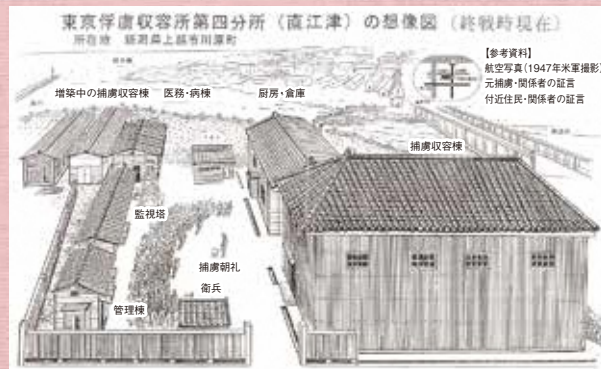 東京俘虜収容所第四分所（直江津）の想像図（終戦時現在）
所在地 新潟県上越市川原町
【参考資料】
航空写真（1947年米軍撮影）
元捕虜・関係者の証言
付近住民・関係者の証言
増築中の捕虜収容棟
医務・病棟
厨房・倉庫
捕虜収容棟
監視塔
捕虜朝礼
衛兵
管理棟